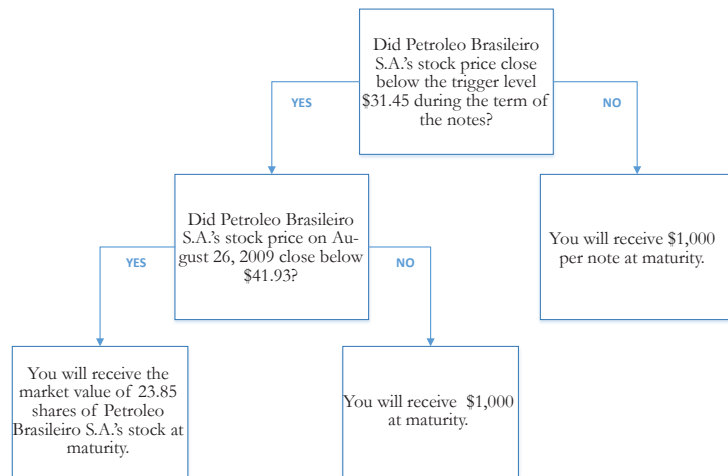 Did Petroleo Brasileiro
S.A.'s stock price close
below the trigger level
$31.45 during the term of
the notes?
YES
NO
Did Petroleo Brasileiro
S.A.'s stock price on Au-
gust 26, 2009 close below
$41.93?
You will receive $1,000
per note at maturity.
YES
NO
You will receive the
market value of 23.85
shares of Petroleo
Brasileiro S.A.'s stock at
maturity.
You will receive $1,000
at maturity.